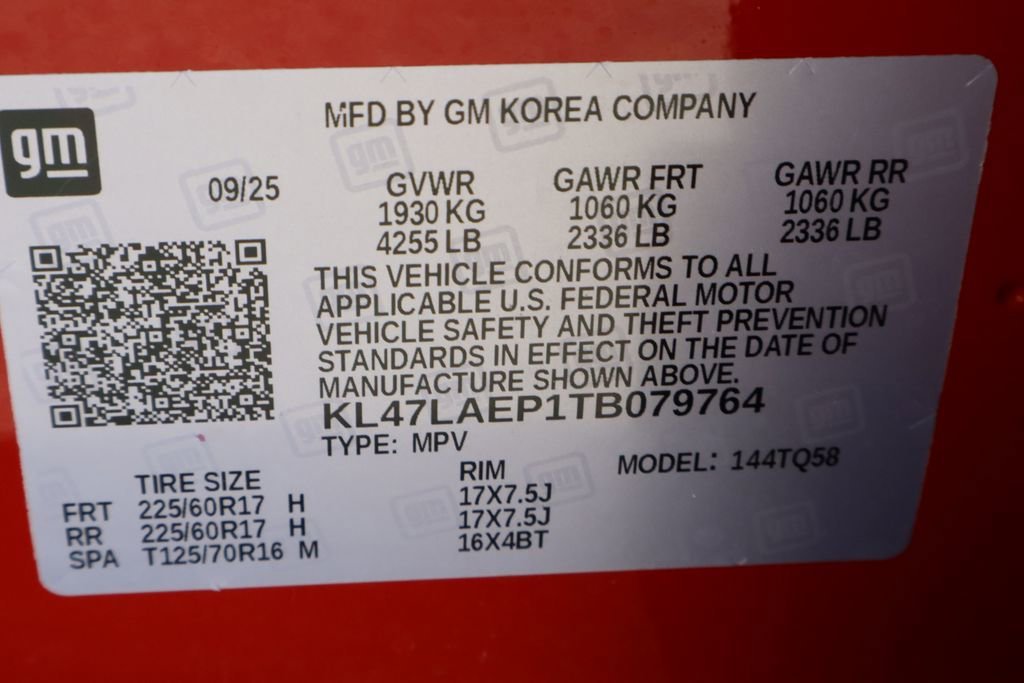 gm
MFD BY GM KOREA COMPANY
09/25
GVWR GAWR FRT GAWR RR
1930 KG 1060 KG 1060 KG
4255 LB 2336 LB 2336 LB
THIS VEHICLE CONFORMS TO ALL
APPLICABLE U.S. FEDERAL MOTOR
VEHICLE SAFETY AND THEFT PREVENTION
STANDARDS IN EFFECT ON THE DATE OF
MANUFACTURE SHOWN ABOVE.
KL47LAEP1TB079764
TYPE: MPV
MODEL: 144TQ58
TIRE SIZE RIM
FRT 225/60R17 H 17X7.5J
RR 225/60R17 H 17X7.5J
SPA T125/70R16 M 16X4BT